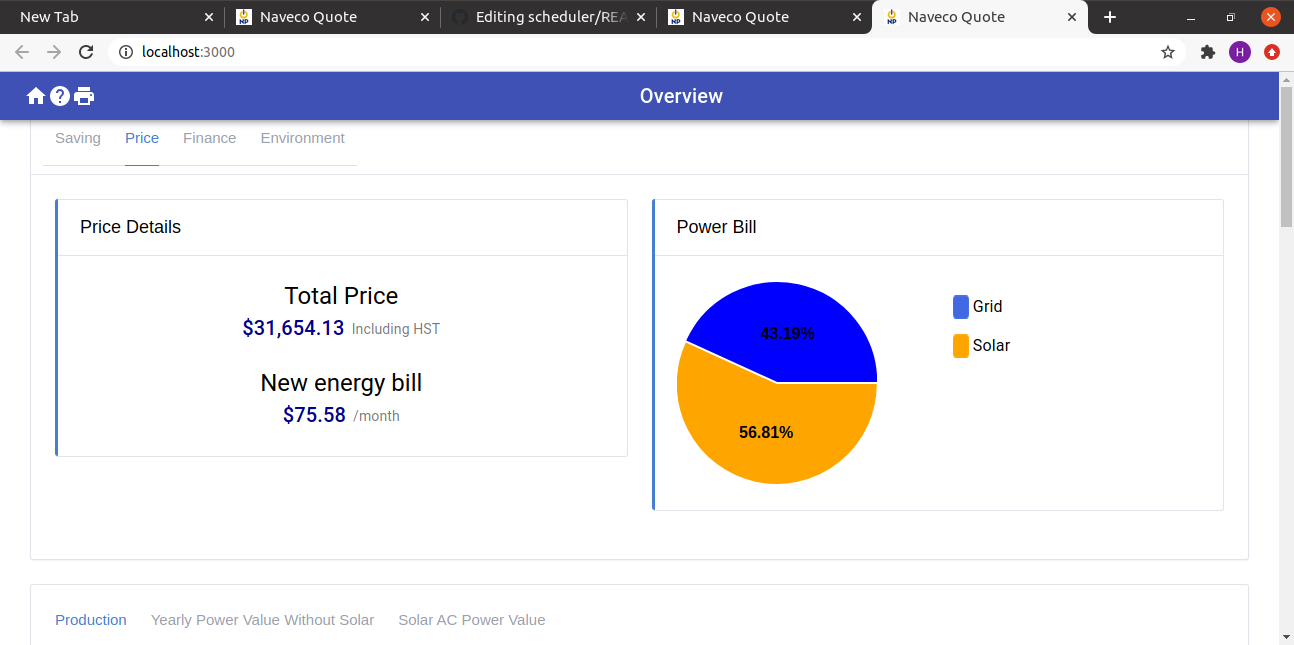 New Tab
Naveco Quote
Editing scheduler/REA
Naveco Quote
Naveco Quote
localhost:3000
H
Overview
Saving Price Finance Environment
Price Details
Total Price
$31,654.13 Including HST
New energy bill
$75.58 /month
Power Bill
43.19%
56.81%
Grid
Solar
Production Yearly Power Value Without Solar Solar AC Power Value